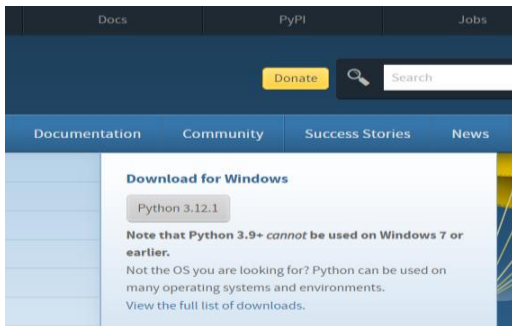 Docs PyPI Jobs
Donate Search
Documentation Community Success Stories News
Download for Windows
Python 3.12.1
Note that Python 3.9+ cannot be used on Windows 7 or
earlier.
Not the OS you are looking for? Python can be used on
many operating systems and environments.
View the full list of downloads.